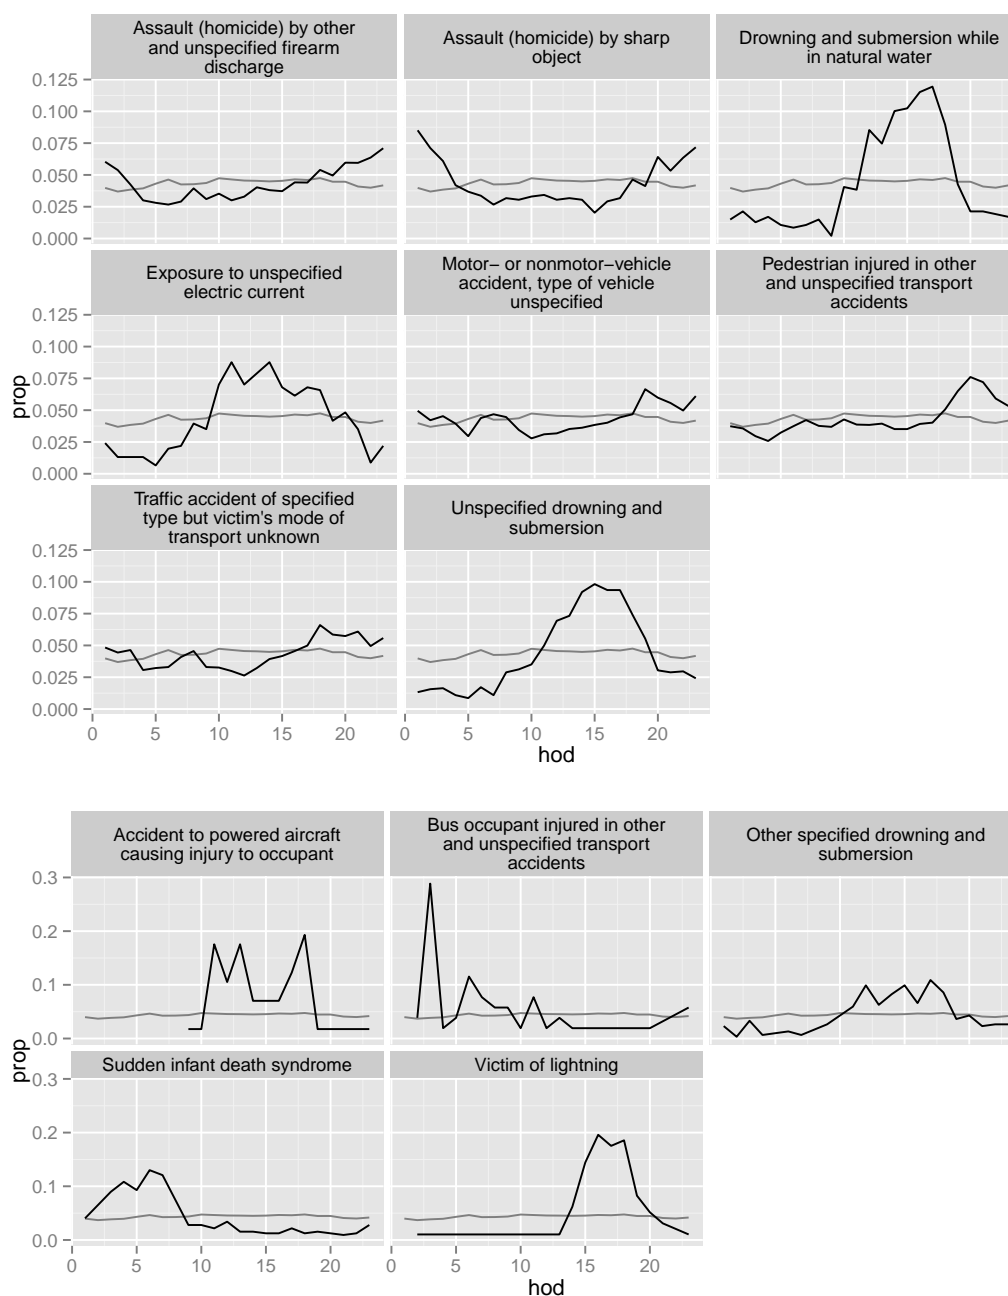 Assault (homicide) by other
and unspecified firearm
discharge
Assault (homicide) by sharp
object
Drowning and submersion while
in natural water
0.125
0.100
0.075
0.050
0.025
0.000
Exposure to unspecified
electric current
Motor− or nonmotor−vehicle
accident, type of vehicle
unspecified
Pedestrian injured in other
and unspecified transport
accidents
0.125
0.100
0.075
0.050
0.025
0.000
prop
Traffic accident of specified
type but victim's mode of
transport unknown
Unspecified drowning and
submersion
0.125
0.100
0.075
0.050
0.025
0.000
0 5 10 15 20 0 5 10 15 20
hod
Accident to powered aircraft
causing injury to occupant
Bus occupant injured in other
and unspecified transport
accidents
Other specified drowning and
submersion
0.3
0.2
0.1
0.0
prop
Sudden infant death syndrome
Victim of lightning
0.3
0.2
0.1
0.0
0 5 10 15 20 0 5 10 15 20
hod